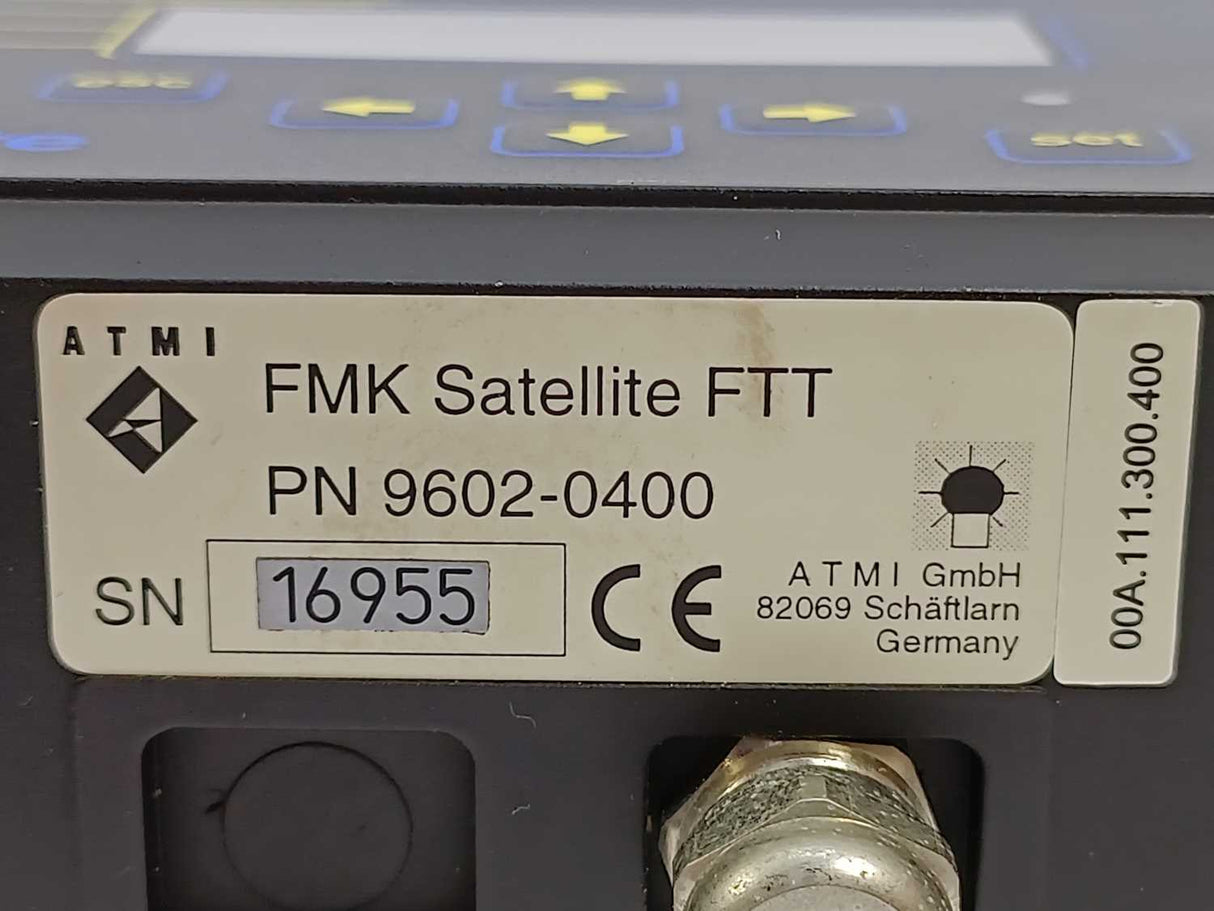 esc
set
ATMI
FMK Satellite FTT
PN 9602-0400
SN 16955 CE
ATMI GmbH
82069 Schäftlarn
Germany
00A.111.300.400